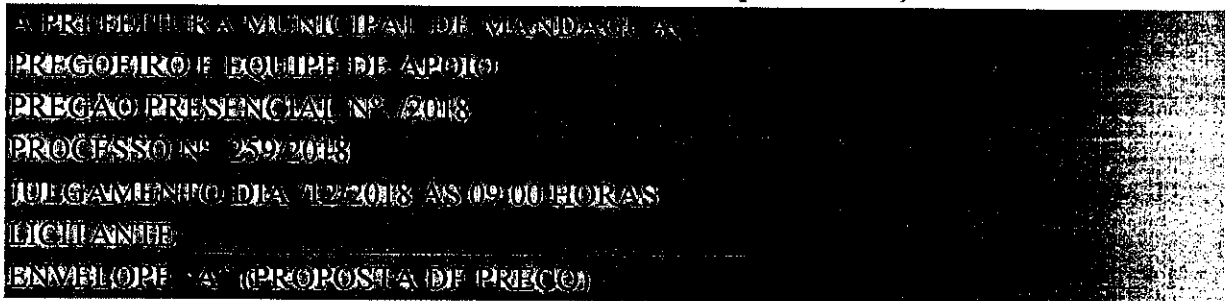 A PREFEITURA MUNICIPAL DE MANDAGUAÇU
PREGOEIRO E EQUIPE DE APOIO
PREGAO PRESENCIAL Nº. /2018
PROCESSO Nº 259/2018
JULGAMENTO DIA /12/2018 ÀS 09:00 HORAS
LICITANTE
ENVELOPE "A" (PROPOSTA DE PREÇO)